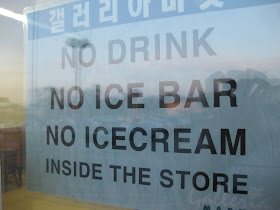 갤러리아마켓
NO DRINK
NO ICE BAR
NO ICECREAM
INSIDE THE STORE